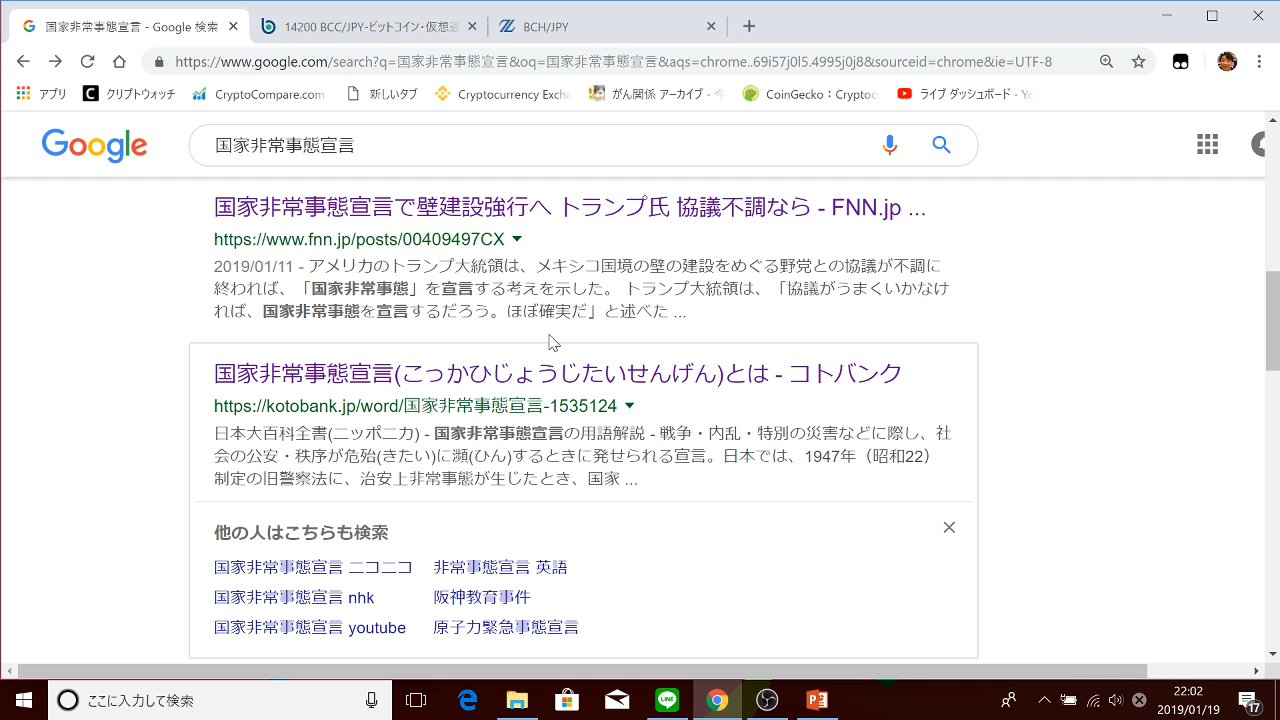 国家非常事態宣言 - Google 検索
14200 BCC/JPY-ビットコイン・仮想通
BCH/JPY
https://www.google.com/search?q=国家非常事態宣言&oq=国家非常事態宣言&aqs=chrome..69i57j0l5.4995j0j8&sourceid=chrome&ie=UTF-8
アプリ クリプトウォッチ CryptoCompare.com 新しいタブ Cryptocurrency Excha がん関係 アーカイブ - CoinGecko：Cryptoc ライブ ダッシュボード - Yo
Google
国家非常事態宣言
国家非常事態宣言で壁建設強行へ トランプ氏 協議不調なら - FNN.jp ...
https://www.fnn.jp/posts/00409497CX
2019/01/11 - アメリカのトランプ大統領は、メキシコ国境の壁の建設をめぐる野党との協議が不調に
終われば、「国家非常事態」を宣言する考えを示した。 トランプ大統領は、「協議がうまくいかなけ
れば、国家非常事態を宣言するだろう。ほぼ確実だ」と述べた ...
国家非常事態宣言(こっかひじょうじたいせんげん)とは - コトバンク
https://kotobank.jp/word/国家非常事態宣言-1535124
日本大百科全書(ニッポニカ) - 国家非常事態宣言の用語解説 - 戦争・内乱・特別の災害などに際し、社
会の公安・秩序が危殆(きたい)に瀕(ひん)するときに発せられる宣言。日本では、1947年（昭和22）
制定の旧警察法に、治安上非常事態が生じたとき、国家 ...
他の人はこちらも検索
国家非常事態宣言 ニコニコ 非常事態宣言 英語
国家非常事態宣言 nhk 阪神教育事件
国家非常事態宣言 youtube 原子力緊急事態宣言
ここに入力して検索
LINE
22:02
2019/01/19
17